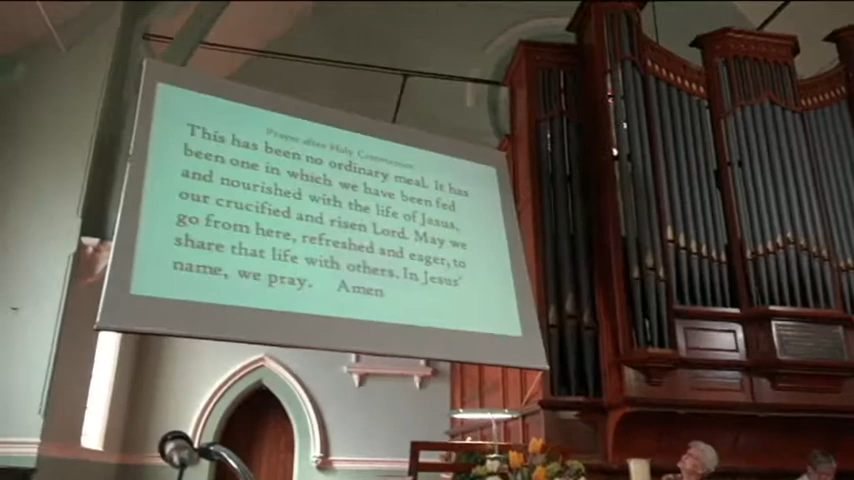 Prayer after Holy Communion
This has been no ordinary meal. It has
been one in which we have been fed
and nourished with the life of Jesus,
our crucified and risen Lord. May we
go from here, refreshed and eager, to
share that life with others. In Jesus'
name, we pray. Amen